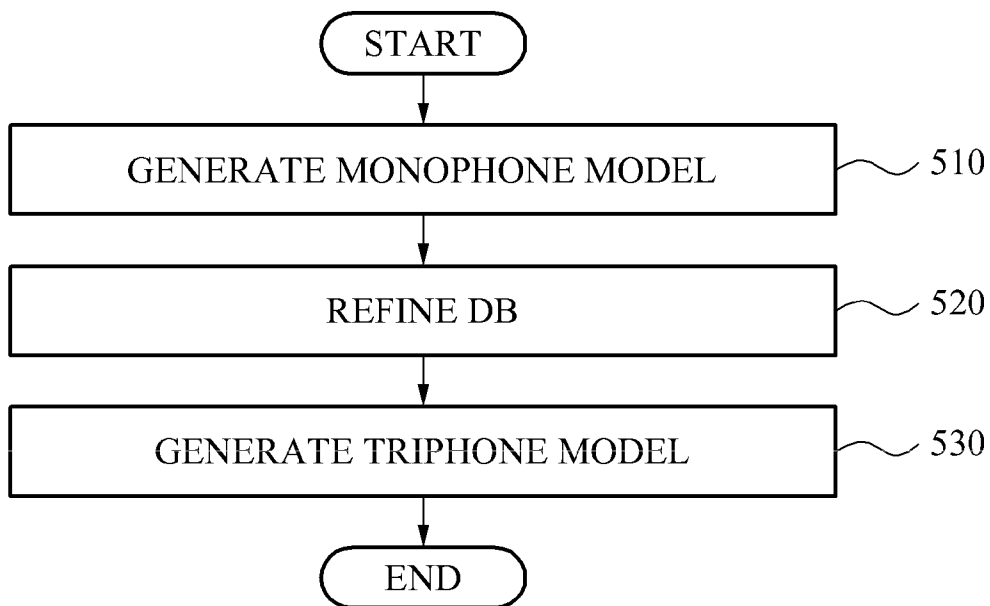 START
GENERATE MONOPHONE MODEL
510
REFINE DB
520
GENERATE TRIPHONE MODEL
530
END